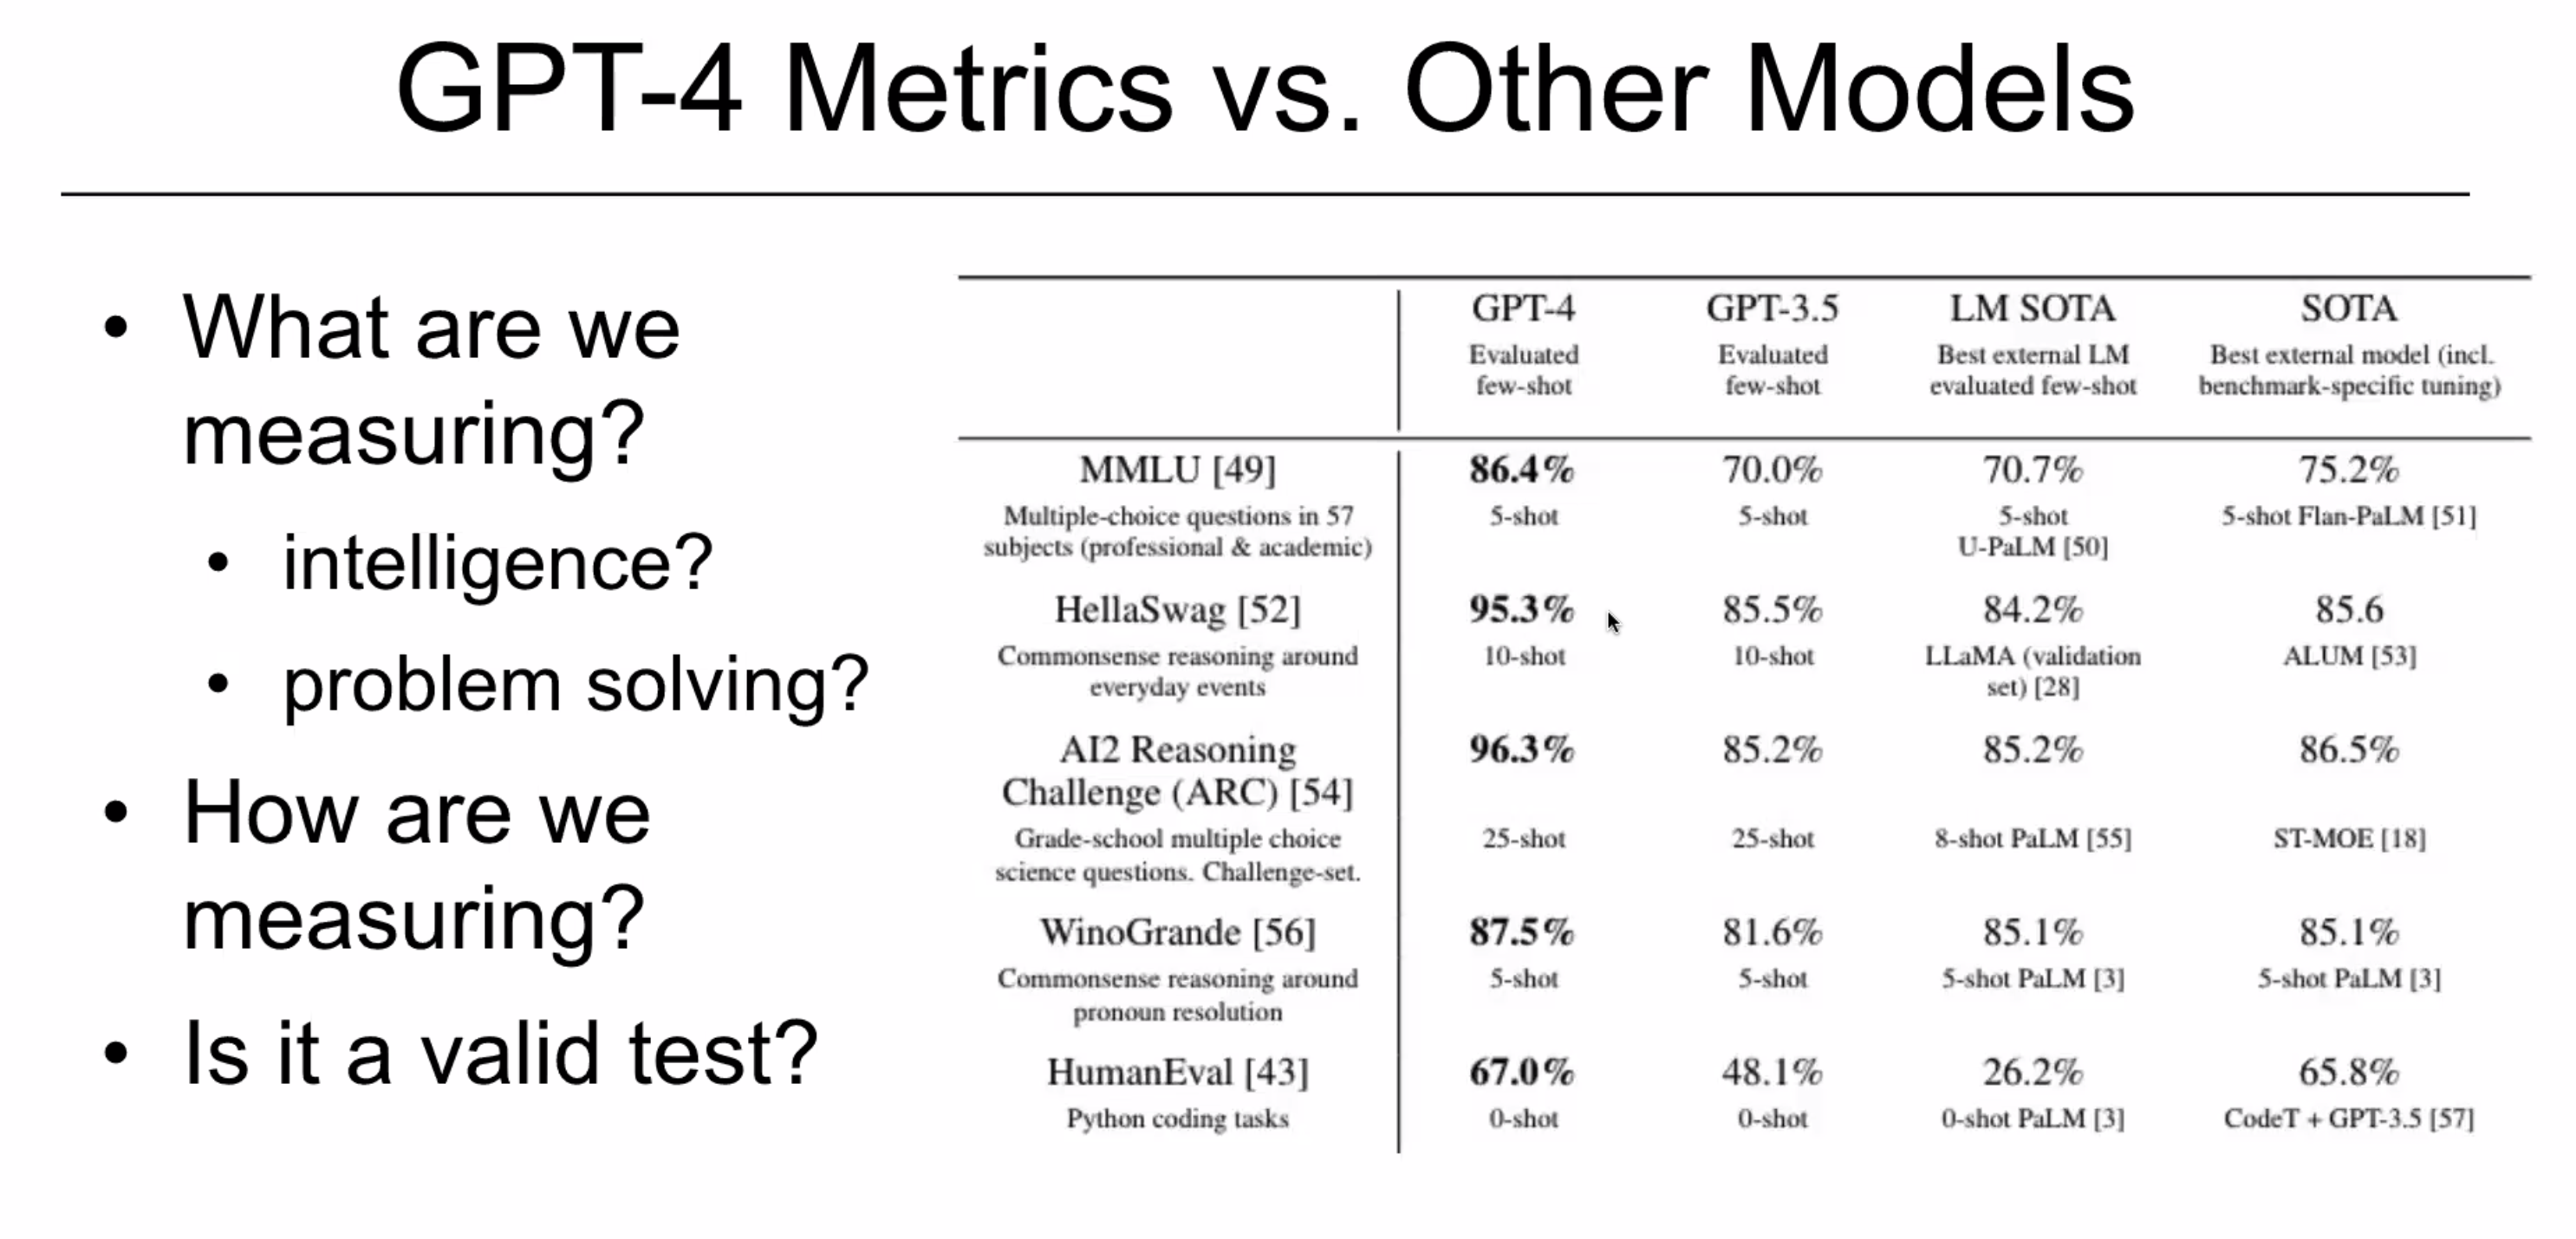 GPT-4 Metrics vs. Other Models
• What are we
measuring?
• intelligence?
• problem solving?
• How are we
measuring?
• Is it a valid test?
GPT-4 GPT-3.5 LM SOTA SOTA
Evaluated Evaluated Best external LM Best external model (incl.
few-shot few-shot evaluated few-shot benchmark-specific tuning)
MMLU [49] 86.4% 70.0% 70.7% 75.2%
Multiple-choice questions in 57 5-shot 5-shot 5-shot 5-shot Flan-PaLM [51]
subjects (professional & academic) U-PaLM [50]
HellaSwag [52] 95.3% 85.5% 84.2% 85.6
Commonsense reasoning around 10-shot 10-shot LLaMA (validation ALUM [53]
everyday events set) [28]
AI2 Reasoning 96.3% 85.2% 85.2% 86.5%
Challenge (ARC) [54]
Grade-school multiple choice 25-shot 25-shot 8-shot PaLM [55] ST-MOE [18]
science questions. Challenge-set.
WinoGrande [56] 87.5% 81.6% 85.1% 85.1%
Commonsense reasoning around 5-shot 5-shot 5-shot PaLM [3] 5-shot PaLM [3]
pronoun resolution
HumanEval [43] 67.0% 48.1% 26.2% 65.8%
Python coding tasks 0-shot 0-shot 0-shot PaLM [3] CodeT + GPT-3.5 [57]